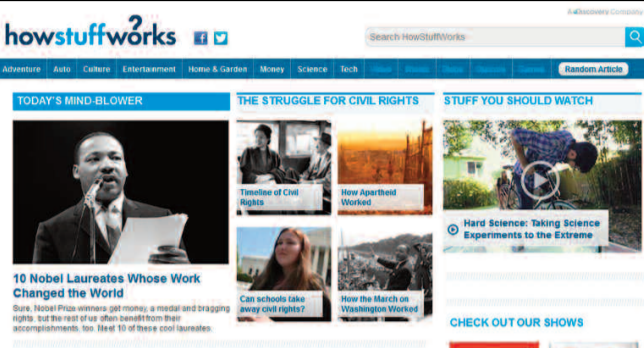 A Discovery Company
howstuffworks
Search HowStuffWorks
Adventure Auto Culture Entertainment Home & Garden Money Science Tech
Random Article
TODAY'S MIND-BLOWER
THE STRUGGLE FOR CIVIL RIGHTS
STUFF YOU SHOULD WATCH
Timeline of Civil
Rights
How Apartheid
Worked
Hard Science: Taking Science
Experiments to the Extreme
10 Nobel Laureates Whose Work
Changed the World
Sure, Nobel Prize winners get money, a medal and bragging
rights, but the rest of us often benefit from their
accomplishments, too. Meet 10 of these cool laureates.
Can schools take
away civil rights?
How the March on
Washington Worked
CHECK OUT OUR SHOWS